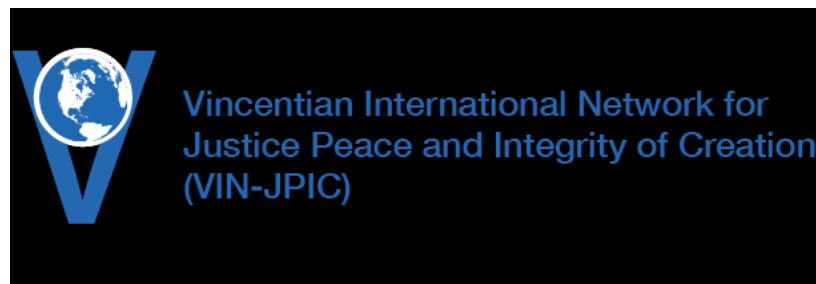 Vincentian International Network for
Justice Peace and Integrity of Creation
(VIN-JPIC)